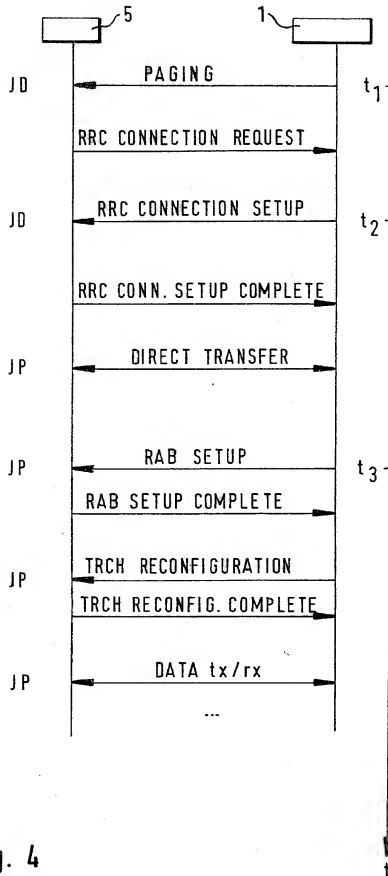 5 1
JD PAGING t1
RRC CONNECTION REQUEST
JD RRC CONNECTION SETUP t2
RRC CONN. SETUP COMPLETE
JP DIRECT TRANSFER
JP RAB SETUP t3
RAB SETUP COMPLETE
JP TRCH RECONFIGURATION
TRCH RECONFIG. COMPLETE
JP DATA tx/rx
...
g. 4 t